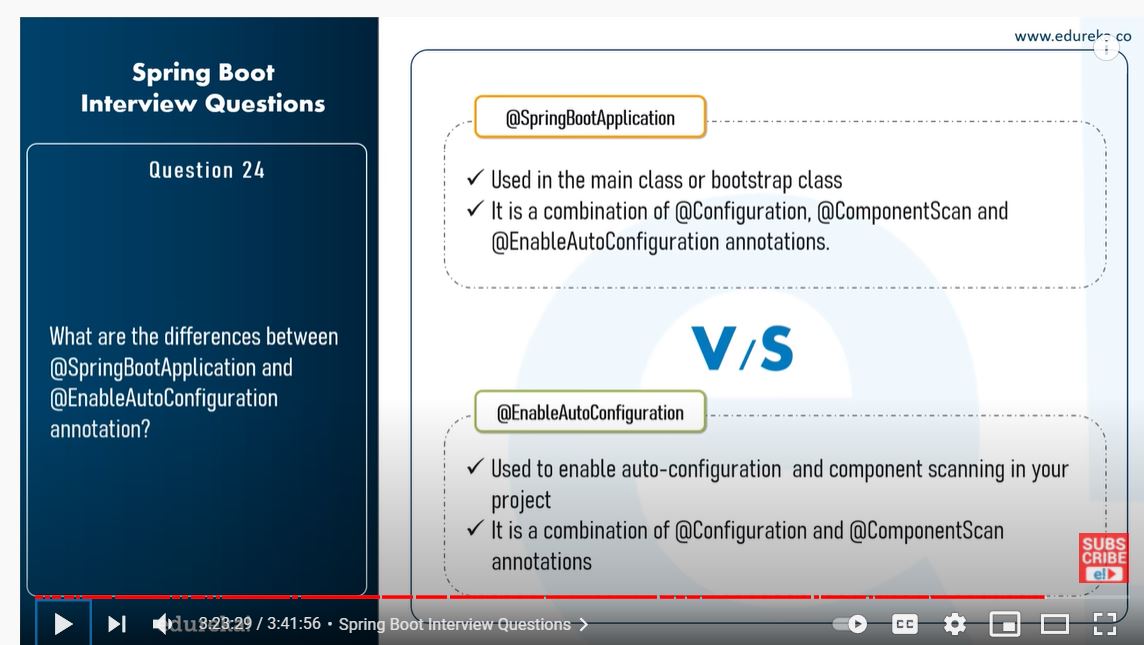 www.edureka.co
Spring Boot
Interview Questions
Question 24
What are the differences between
@SpringBootApplication and
@EnableAutoConfiguration
annotation?
@SpringBootApplication
✓ Used in the main class or bootstrap class
✓ It is a combination of @Configuration, @ComponentScan and
@EnableAutoConfiguration annotations.
V/S
@EnableAutoConfiguration
✓ Used to enable auto-configuration and component scanning in your
project
✓ It is a combination of @Configuration and @ComponentScan
annotations
SUBS
CRIBE
e!
edureka!
3:23:29 / 3:41:56 • Spring Boot Interview Questions
CC